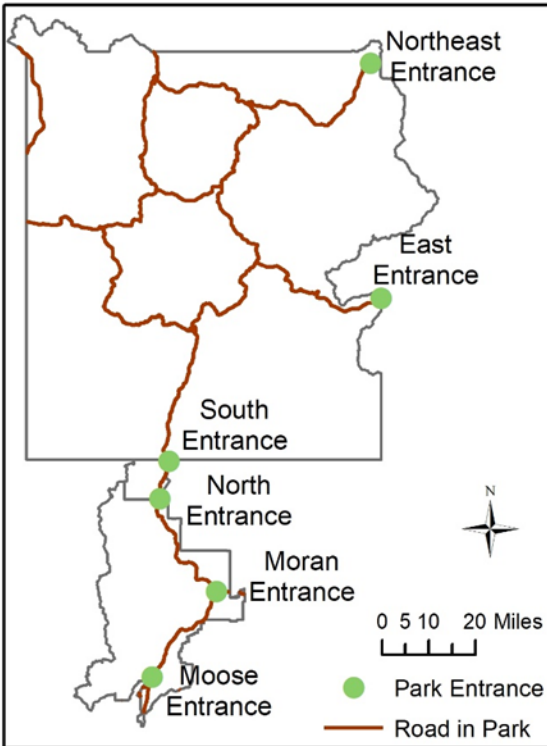 Northeast
Entrance
East
Entrance
South
Entrance
North
Entrance
N
Moran
Entrance
0 5 10 20 Miles
Moose
Entrance
Park Entrance
Road in Park